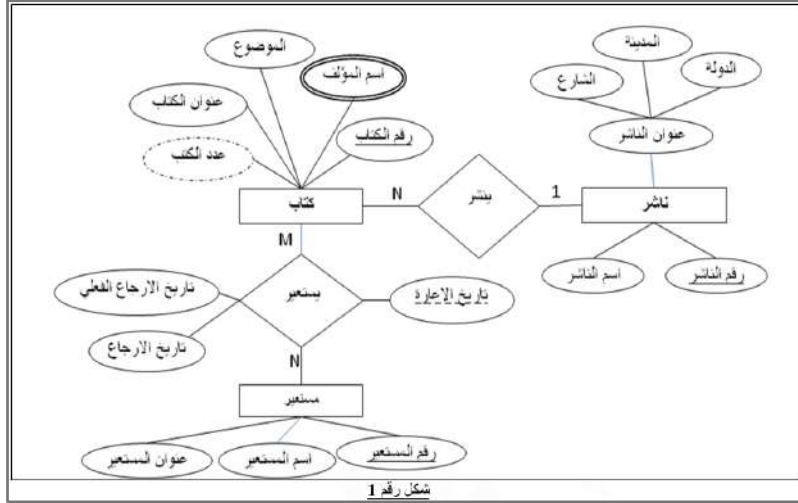 الموضوع
اسم المؤلف
عنوان الكتاب
رقم الكتاب
عدد الكتب
المدينة
الدولة
الشارع
عنوان الناشر
كتاب
N
ينشر
1
ناشر
اسم الناشر
رقم الناشر
M
تاريخ الارجاع الفعلي
يستعير
تاريخ الاعارة
تاريخ الارجاع
N
مستعير
عنوان المستعير
اسم المستعير
رقم المستعير
شكل رقم 1